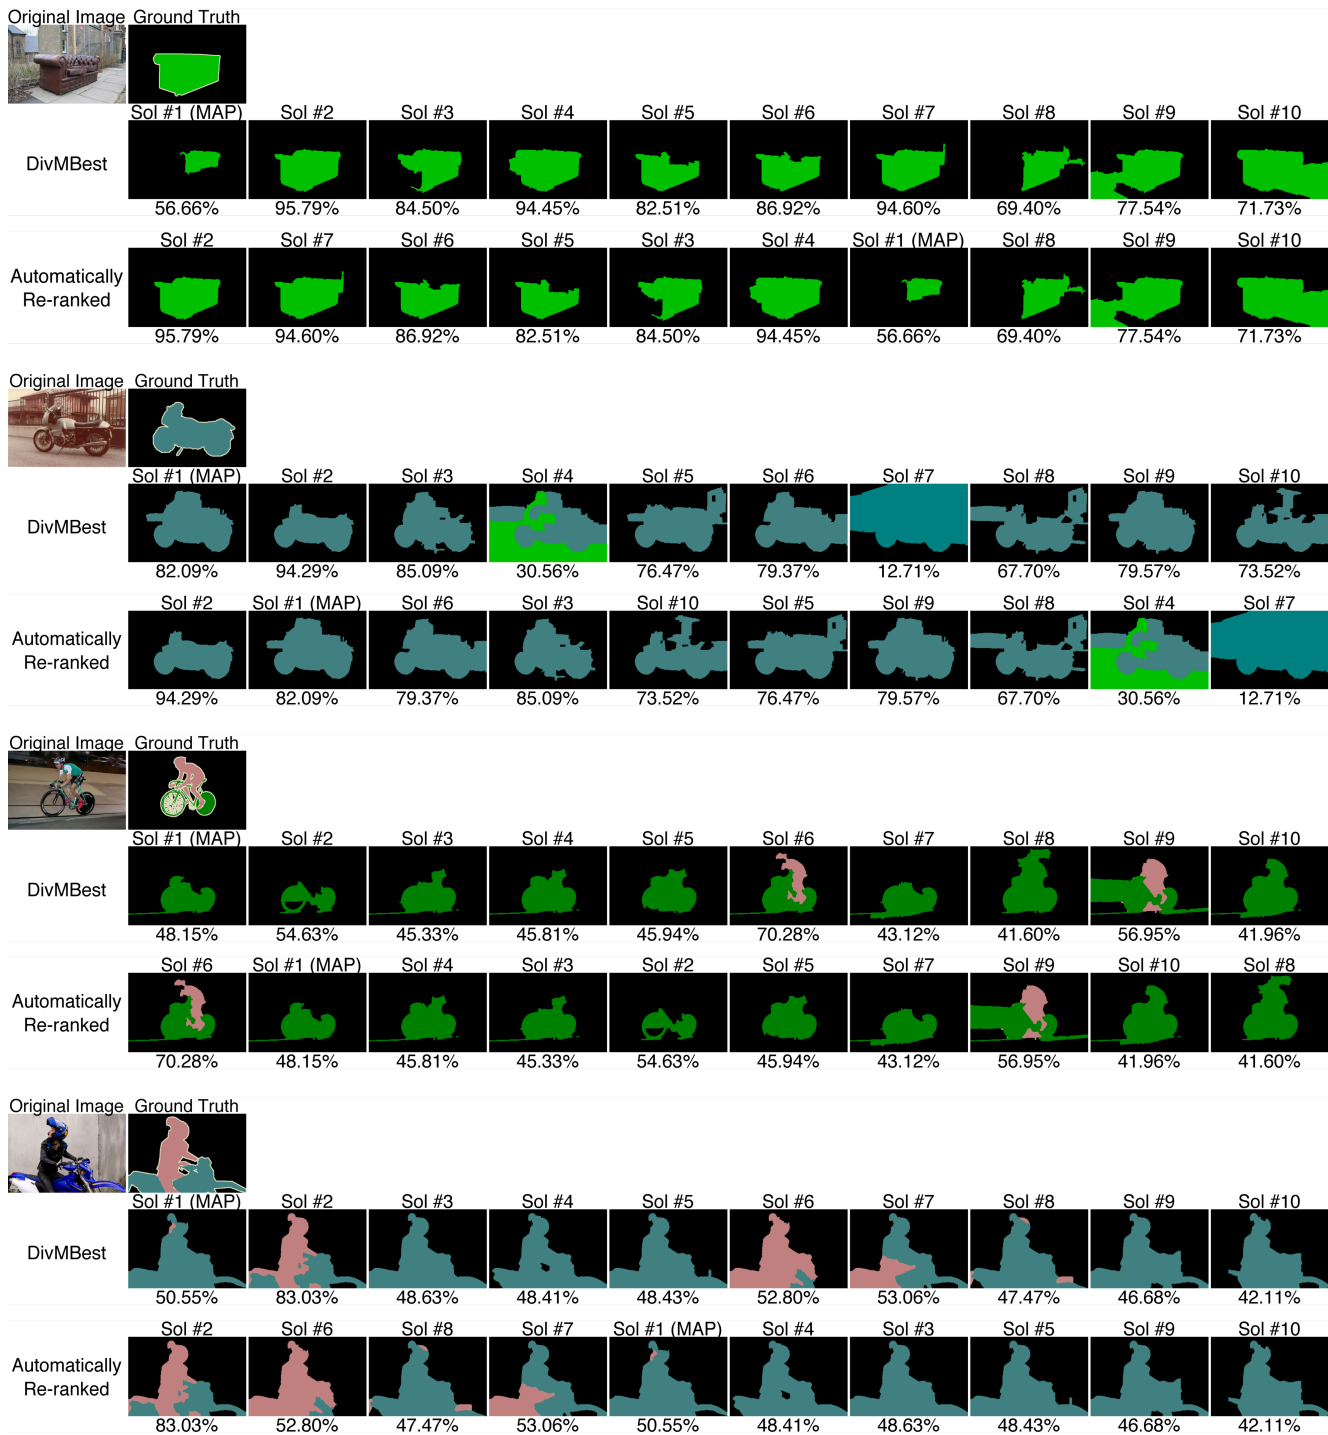 Original Image Ground Truth
Sol #1 (MAP) Sol #2 Sol #3 Sol #4 Sol #5 Sol #6 Sol #7 Sol #8 Sol #9 Sol #10
DivMBest
56.66% 95.79% 84.50% 94.45% 82.51% 86.92% 94.60% 69.40% 77.54% 71.73%
Sol #2 Sol #7 Sol #6 Sol #5 Sol #3 Sol #4 Sol #1 (MAP) Sol #8 Sol #9 Sol #10
Automatically
Re-ranked
95.79% 94.60% 86.92% 82.51% 84.50% 94.45% 56.66% 69.40% 77.54% 71.73%
Original Image Ground Truth
Sol #1 (MAP) Sol #2 Sol #3 Sol #4 Sol #5 Sol #6 Sol #7 Sol #8 Sol #9 Sol #10
DivMBest
82.09% 94.29% 85.09% 30.56% 76.47% 79.37% 12.71% 67.70% 79.57% 73.52%
Sol #2 Sol #1 (MAP) Sol #6 Sol #3 Sol #10 Sol #5 Sol #9 Sol #8 Sol #4 Sol #7
Automatically
Re-ranked
94.29% 82.09% 79.37% 85.09% 73.52% 76.47% 79.57% 67.70% 30.56% 12.71%
Original Image Ground Truth
Sol #1 (MAP) Sol #2 Sol #3 Sol #4 Sol #5 Sol #6 Sol #7 Sol #8 Sol #9 Sol #10
DivMBest
48.15% 54.63% 45.33% 45.81% 45.94% 70.28% 43.12% 41.60% 56.95% 41.96%
Sol #6 Sol #1 (MAP) Sol #4 Sol #3 Sol #2 Sol #5 Sol #7 Sol #9 Sol #10 Sol #8
Automatically
Re-ranked
70.28% 48.15% 45.81% 45.33% 54.63% 45.94% 43.12% 56.95% 41.96% 41.60%
Original Image Ground Truth
Sol #1 (MAP) Sol #2 Sol #3 Sol #4 Sol #5 Sol #6 Sol #7 Sol #8 Sol #9 Sol #10
DivMBest
50.55% 83.03% 48.63% 48.41% 48.43% 52.80% 53.06% 47.47% 46.68% 42.11%
Sol #2 Sol #6 Sol #8 Sol #7 Sol #1 (MAP) Sol #4 Sol #3 Sol #5 Sol #9 Sol #10
Automatically
Re-ranked
83.03% 52.80% 47.47% 53.06% 50.55% 48.41% 48.63% 48.43% 46.68% 42.11%